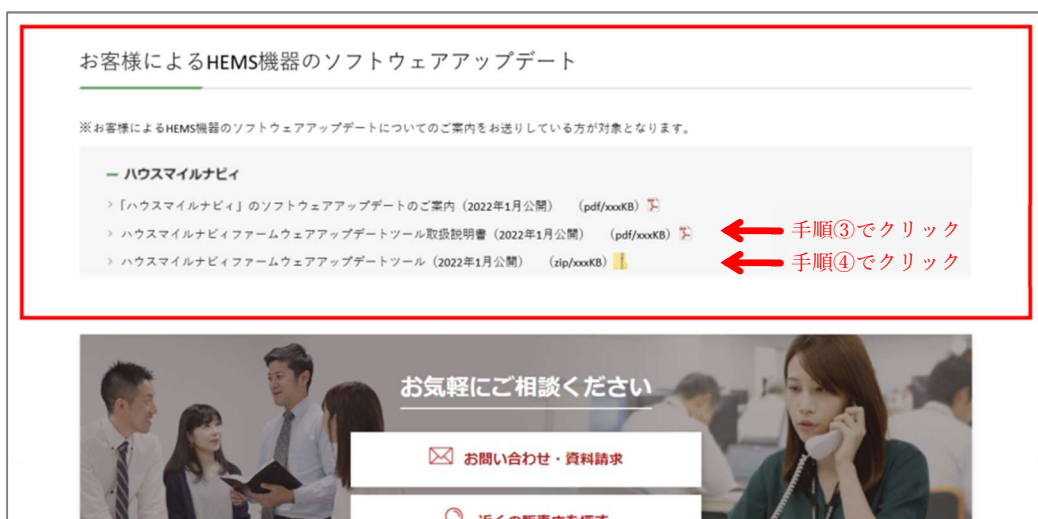 お客様によるHEMS機器のソフトウェアアップデート
※お客様によるHEMS機器のソフトウェアアップデートについてのご案内をお送りしている方が対象となります。
ー ハウスマイルナビィ
> 「ハウスマイルナビィ」のソフトウェアアップデートのご案内（2022年1月公開） （pdf/xxxKB）
> ハウスマイルナビィファームウェアアップデートツール取扱説明書（2022年1月公開） （pdf/xxxKB） 手順③でクリック
> ハウスマイルナビィファームウェアアップデートツール（2022年1月公開） （zip/xxxKB） 手順④でクリック
お気軽にご相談ください
お問い合わせ・資料請求
近くの販売店を探す